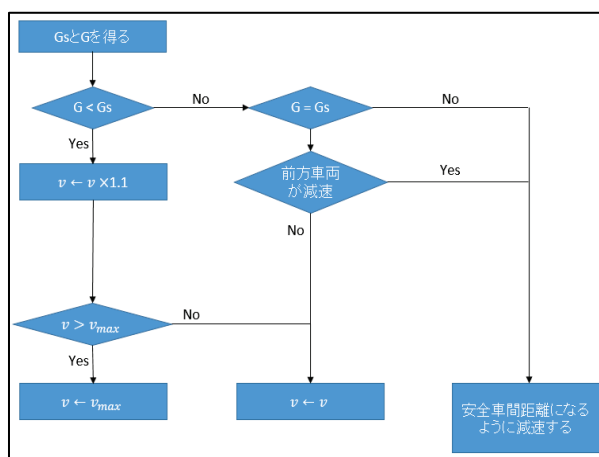 GsとGを得る
G < Gs
No
G = Gs
No
Yes
v ← v ×1.1
前方車両
が減速
Yes
No
v > vmax
No
Yes
v ← vmax
v ← v
安全車間距離になる
ように減速する